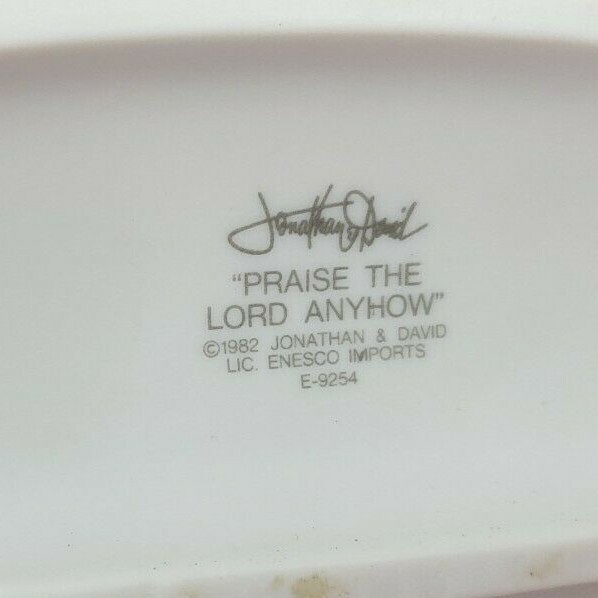 Jonathan & David
“PRAISE THE
LORD ANYHOW”
©1982 JONATHAN & DAVID
LIC. ENESCO IMPORTS
E-9254